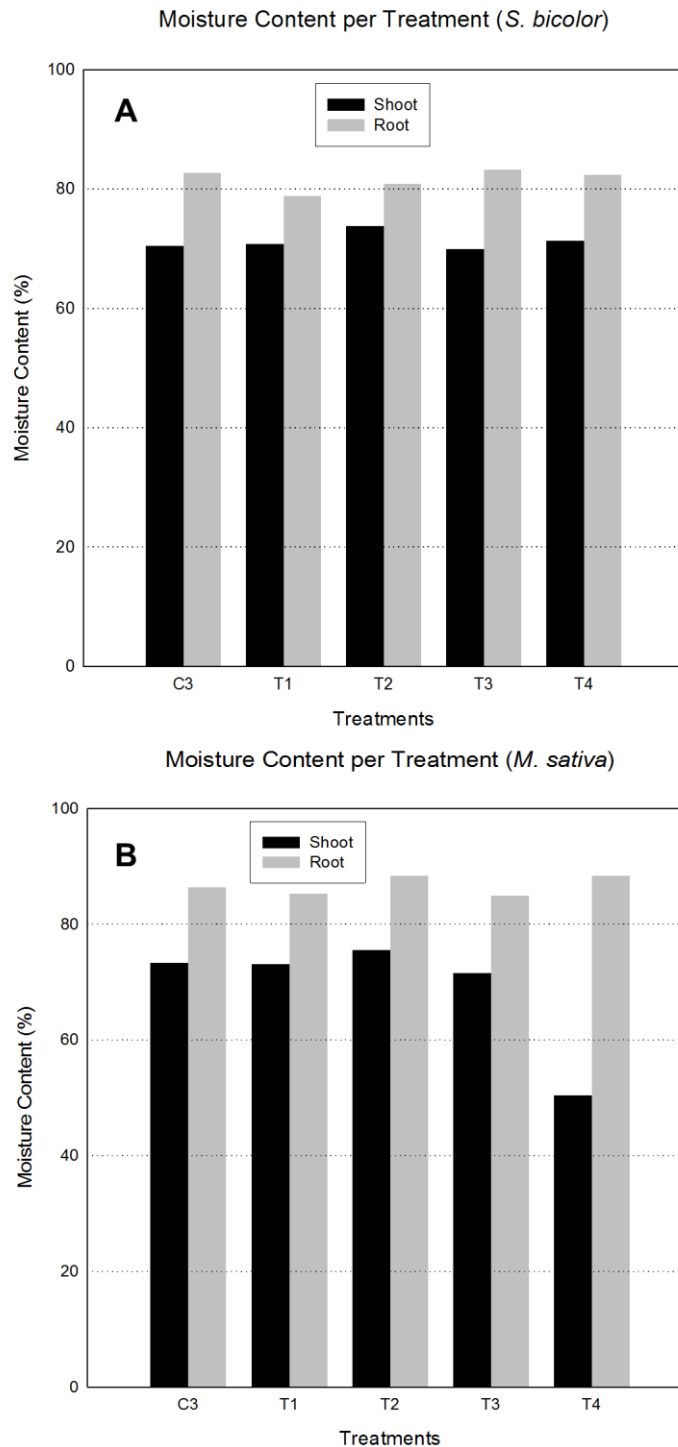 Moisture Content per Treatment (S. bicolor)
A
Shoot
Root
100
80
60
40
20
0
Moisture Content (%)
C3 T1 T2 T3 T4
Treatments
Moisture Content per Treatment (M. sativa)
B
Shoot
Root
100
80
60
40
20
0
Moisture Content (%)
C3 T1 T2 T3 T4
Treatments